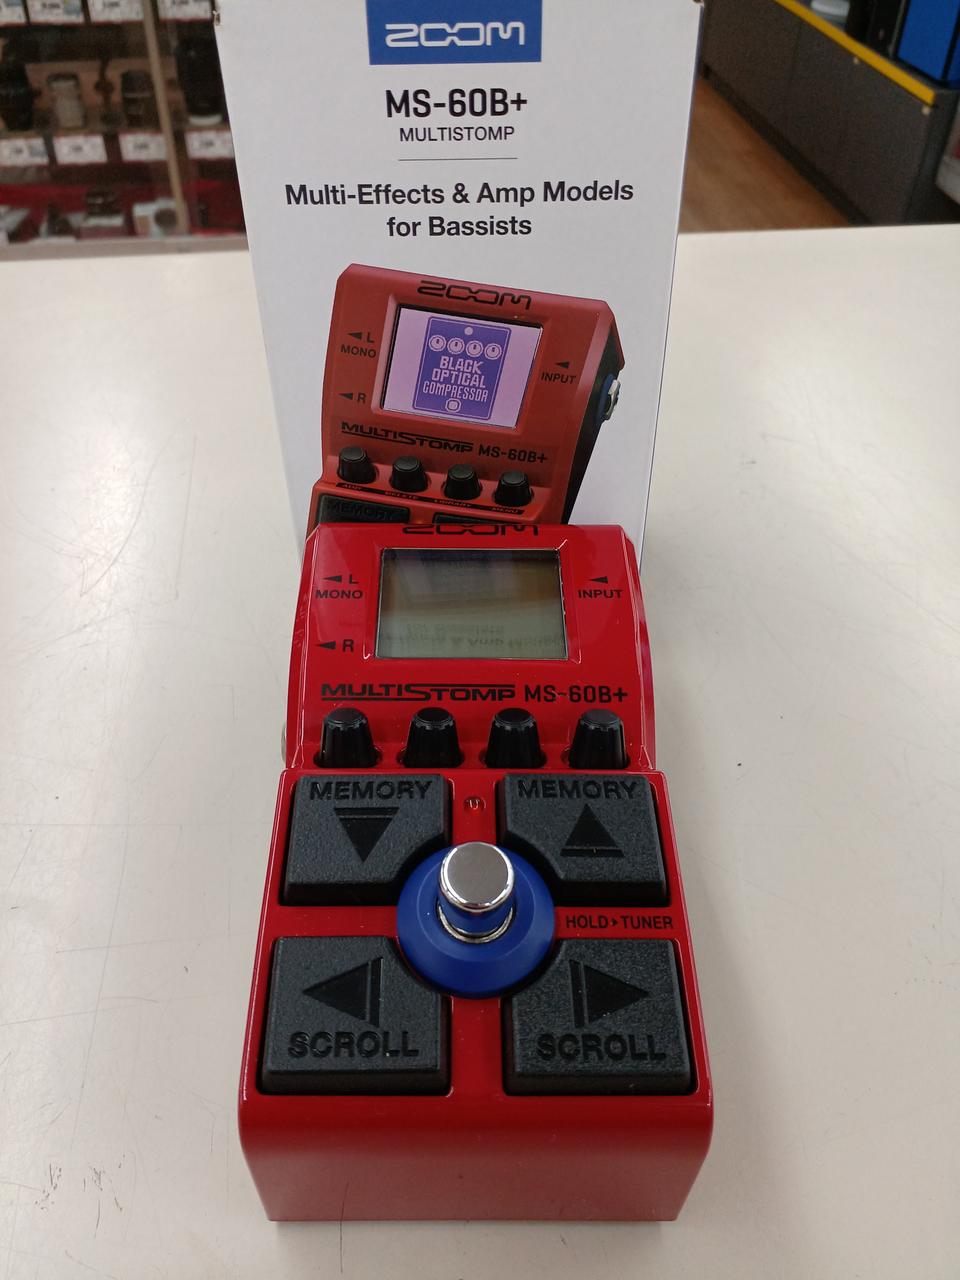 ZOOM
MS-60B+
MULTISTOMP
Multi-Effects & Amp Models
for Bassists
ZOOM
L
MONO
R
INPUT
BLACK
OPTICAL
COMPRESSOR
MULTISTOMP MS-60B+
MEMORY
ZOOM
L
MONO
R
INPUT
MULTISTOMP MS-60B+
MEMORY
MEMORY
HOLD▸TUNER
SCROLL
SCROLL